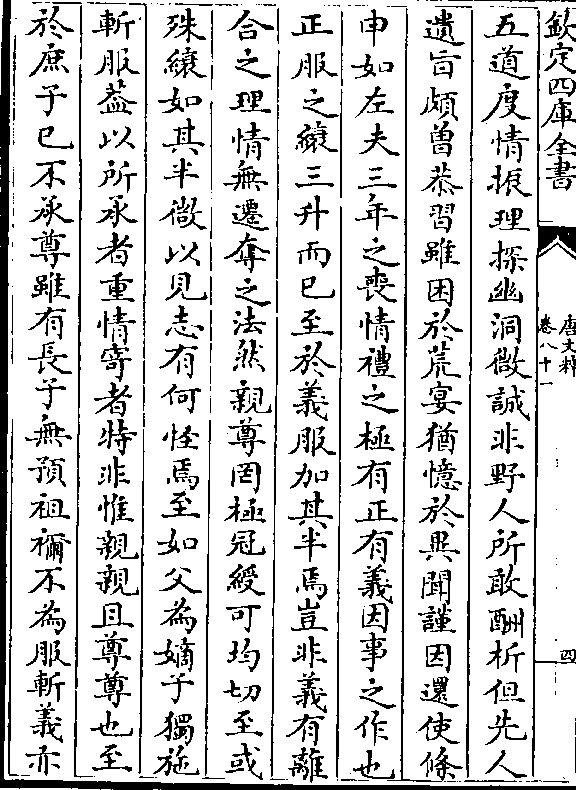 欽定四庫全書
唐文粹
卷八十一
四
五道度情振理探幽洞微誠非野人所敢酬析但先人
遺旨頗曾恭習雖困於荒宴猶憶於異聞謹因還使條
申如左夫三年之喪情禮之極有正有義因事之作也
正服之縗三升而已至於義服加其半焉豈非義有離
合之理情無遷奪之法然親尊罔極冠綬可均切至或
殊縗如其半微以見志有何怪焉至如父為嫡子獨施
斬服葢以所承者重情寄者特非惟親親且尊尊也至
於庶子已不承尊雖有長子無預祖禰不為服斬義亦